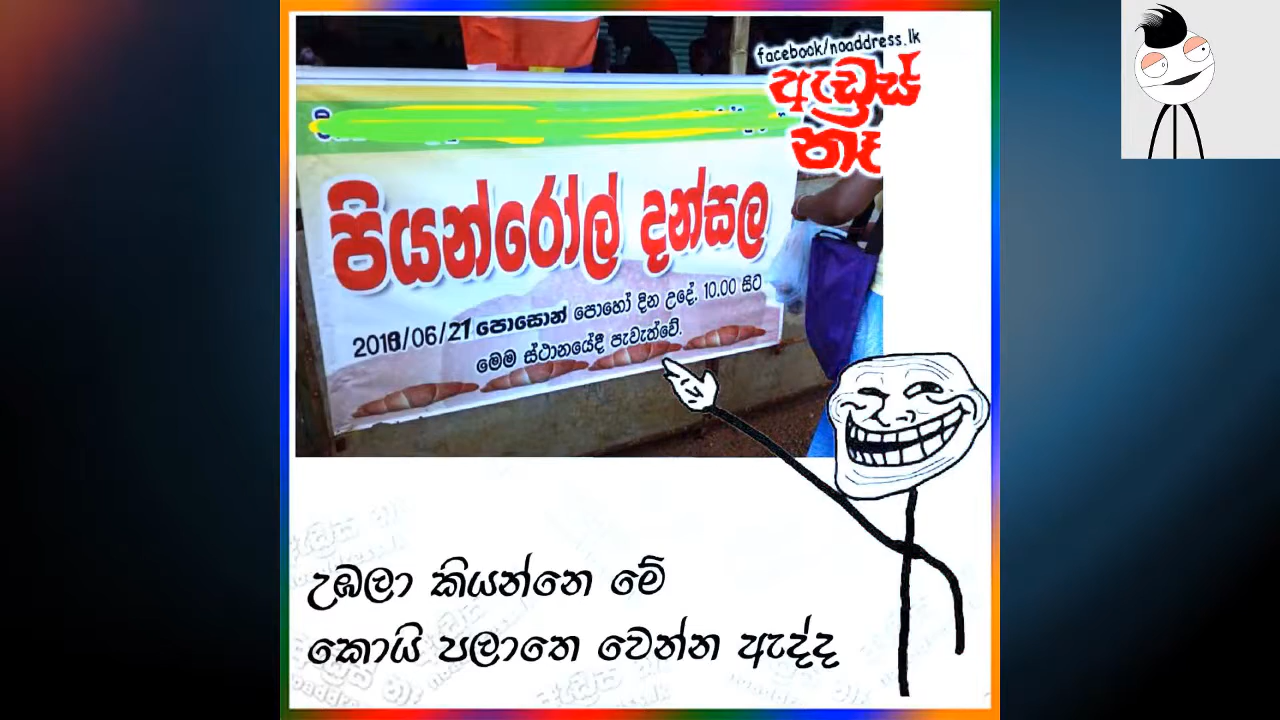 facebook/noaddress.lk
ඇඩ්‍රස්
නෑ
පියන්රෝල් දන්සල
2018/06/27 පොසොන් පොහෝ දින උදේ. 10.00 සිට
මෙම ස්ථානයේදී පැවැත්වේ.
උඹලා කියන්නෙ මේ
කොයි පලාතෙ වෙන්න ඇද්ද